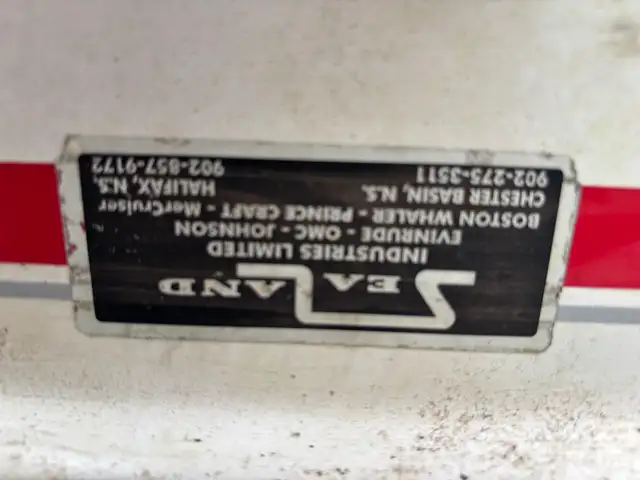 SEALAND
INDUSTRIES LIMITED
EVINRUDE - OMC - JOHNSON
BOSTON WHALER - PRINCE CRAFT - MerCruiser
CHESTER BASIN, N.S. HALIFAX, N.S.
902-275-3511 902-857-9172